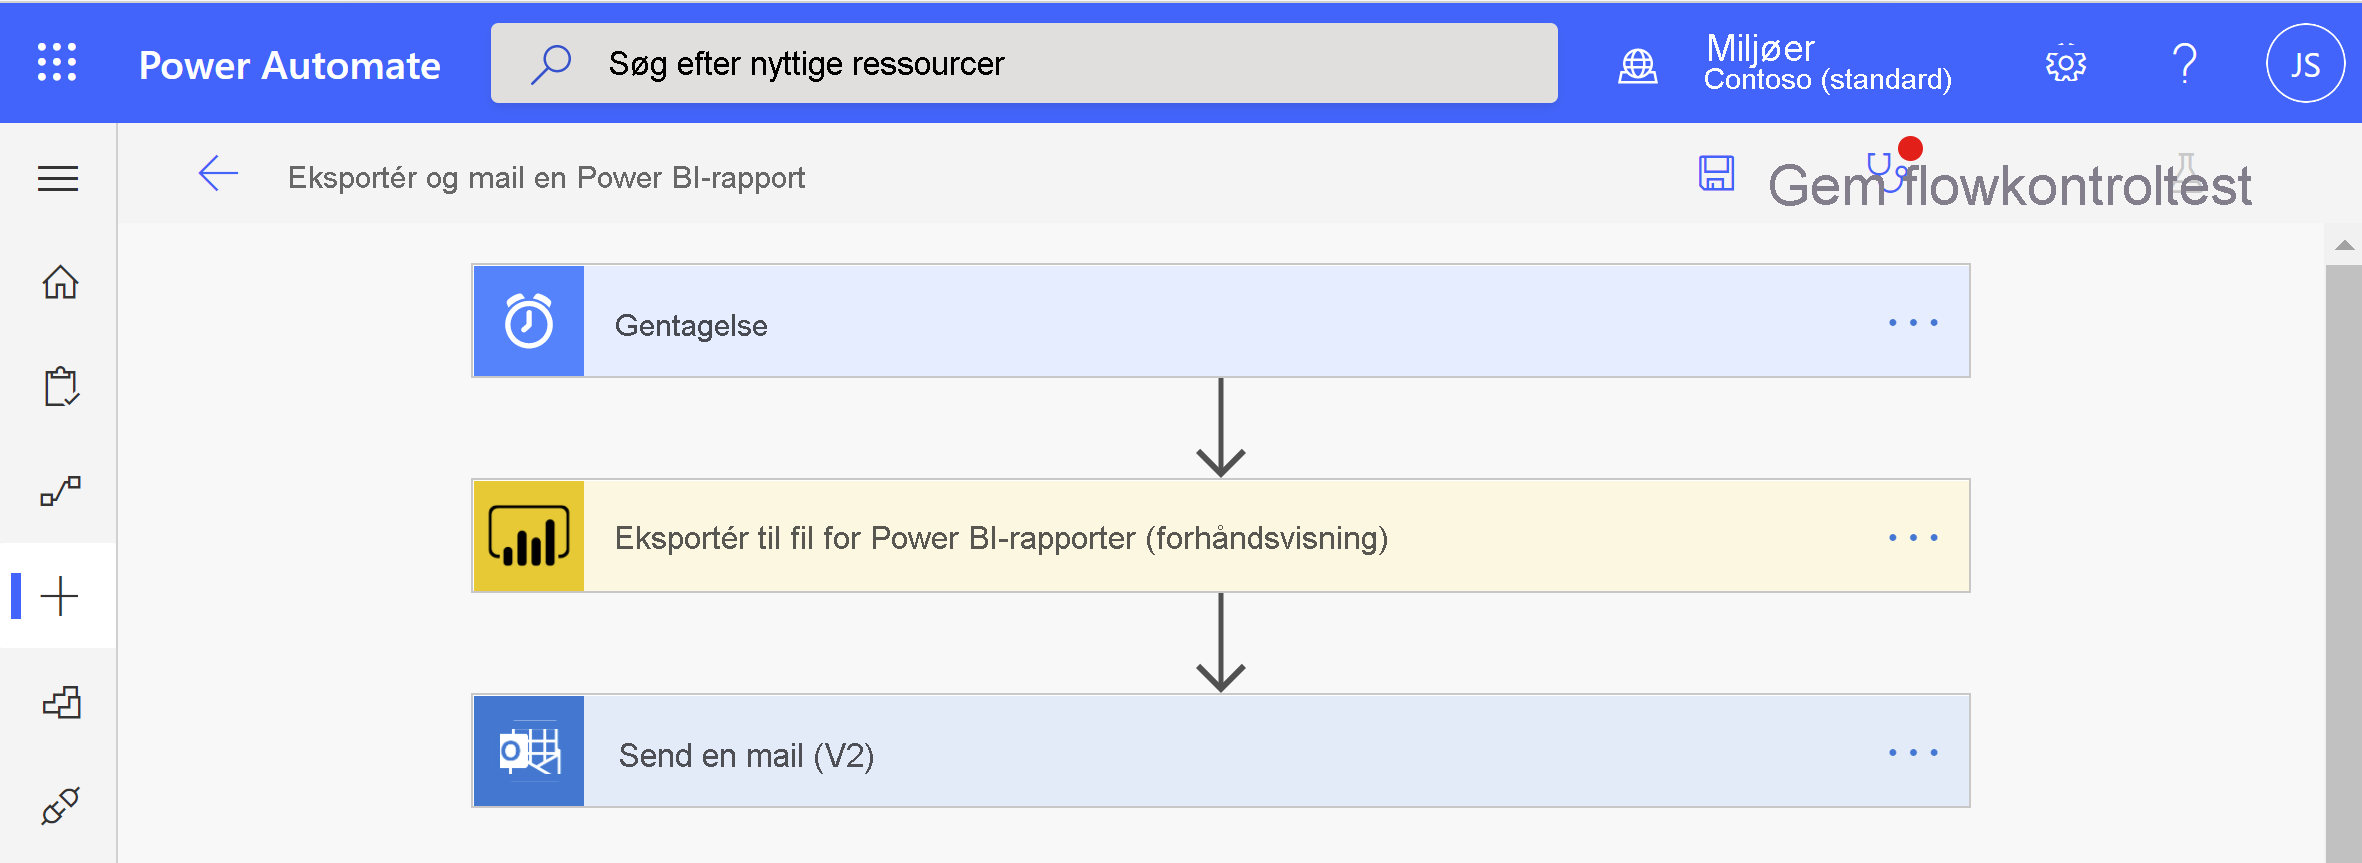 Power Automate
Søg efter nyttige ressourcer
Miljøer
Contoso (standard)
JS
Eksportér og mail en Power BI-rapport
Gem flowkontroltest
Gentagelse
Eksportér til fil for Power BI-rapporter (forhåndsvisning)
Send en mail (V2)